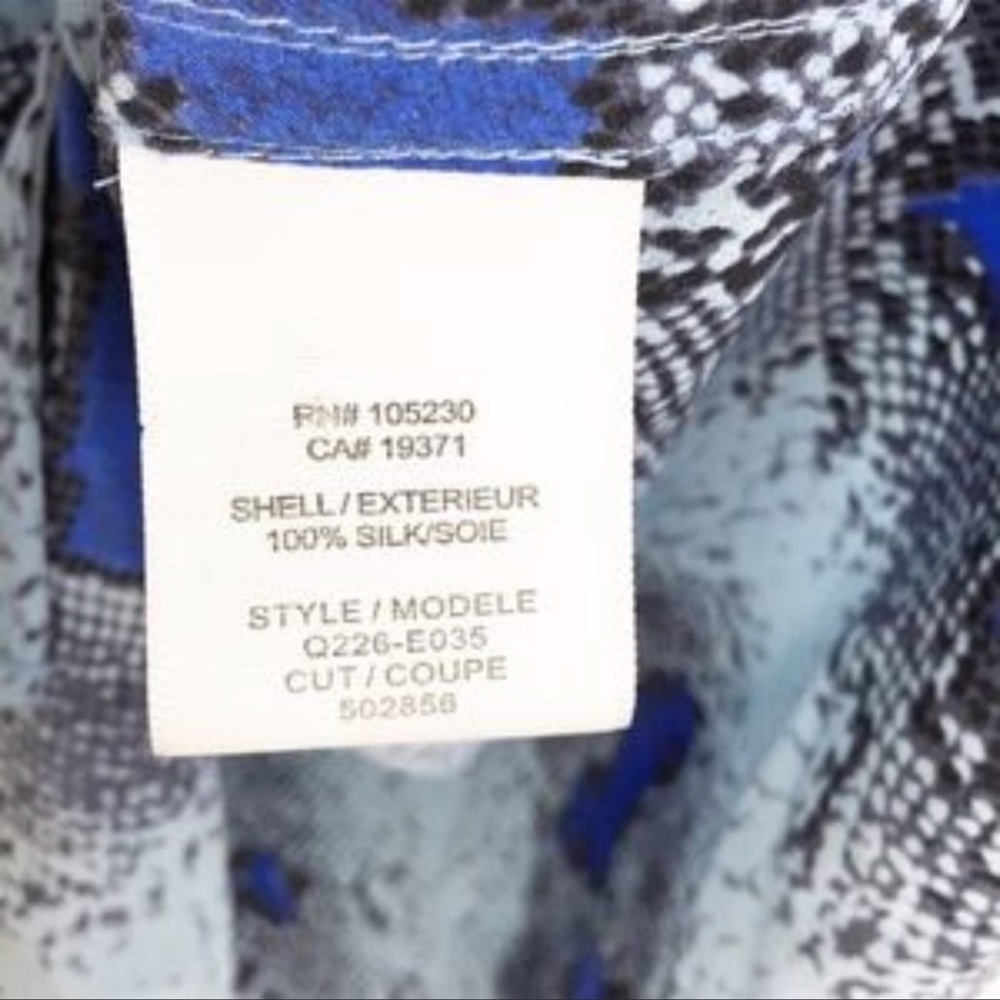 RN# 105230
CA# 19371
SHELL / EXTERIEUR
100% SILK/SOIE
STYLE / MODELE
Q226-E035
CUT / COUPE
502856